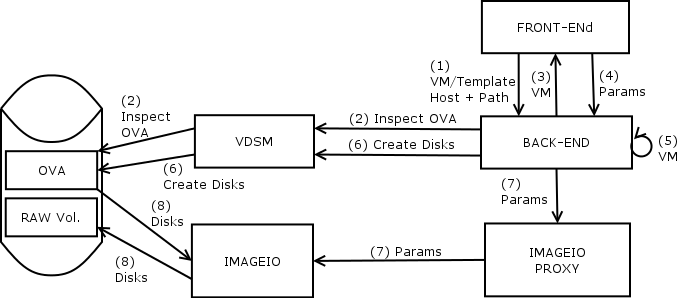 FRONT-ENd
(1)
VM/Template
Host + Path
(3)
VM
(4)
Params
(2)
Inspect
OVA
VDSM
(2) Inspect OVA
(6) Create Disks
BACK-END
(5)
VM
OVA
(6)
Create Disks
(7)
Params
RAW Vol.
(8)
Disks
(8)
Disks
IMAGEIO
(7) Params
IMAGEIO
PROXY